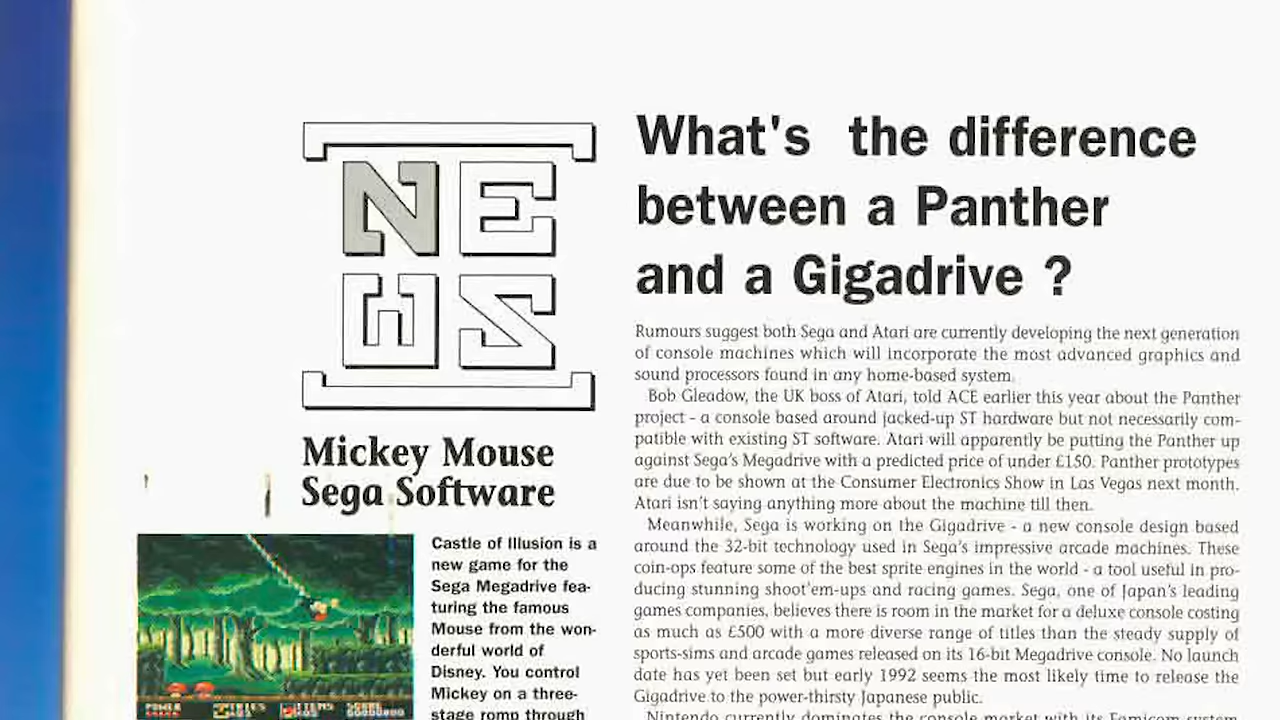 NEWS
Mickey Mouse
Sega Software
Castle of Illusion is a
new game for the
Sega Megadrive fea-
turing the famous
Mouse from the won-
derful world of
Disney. You control
Mickey on a three-
stage romp through
POWER TRIES ITEMS SCORE
What's the difference
between a Panther
and a Gigadrive ?
Rumours suggest both Sega and Atari are currently developing the next generation
of console machines which will incorporate the most advanced graphics and
sound processors found in any home-based system.
Bob Gleadow, the UK boss of Atari, told ACE earlier this year about the Panther
project - a console based around jacked-up ST hardware but not necessarily com-
patible with existing ST software. Atari will apparently be putting the Panther up
against Sega's Megadrive with a predicted price of under £150. Panther prototypes
are due to be shown at the Consumer Electronics Show in Las Vegas next month.
Atari isn't saying anything more about the machine till then.
Meanwhile, Sega is working on the Gigadrive - a new console design based
around the 32-bit technology used in Sega's impressive arcade machines. These
coin-ops feature some of the best sprite engines in the world - a tool useful in pro-
ducing stunning shoot'em-ups and racing games. Sega, one of Japan's leading
games companies, believes there is room in the market for a deluxe console costing
as much as £500 with a more diverse range of titles than the steady supply of
sports-sims and arcade games released on its 16-bit Megadrive console. No launch
date has yet been set but early 1992 seems the most likely time to release the
Gigadrive to the power-thirsty Japanese public.
Nintendo currently dominates the console market with its Famicom system